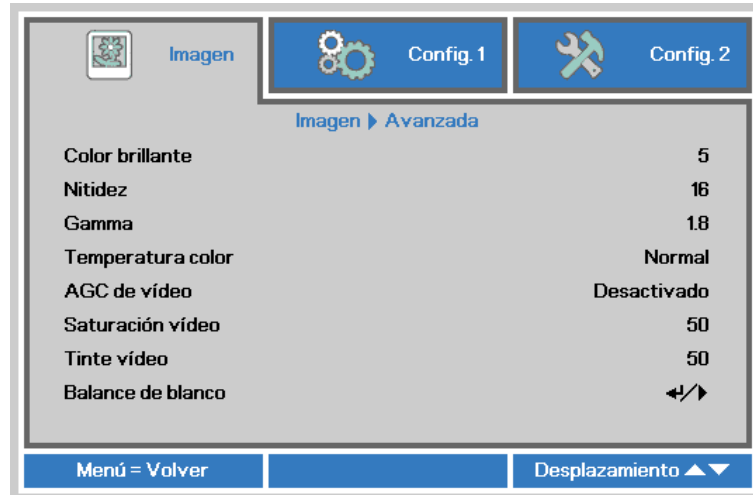 Imagen Config. 1 Config. 2
Imagen ▶ Avanzada
Color brillante 5
Nitidez 16
Gamma 1.8
Temperatura color Normal
AGC de vídeo Desactivado
Saturación vídeo 50
Tinte vídeo 50
Balance de blanco ↵/▶
Menú = Volver Desplazamiento ▲▼